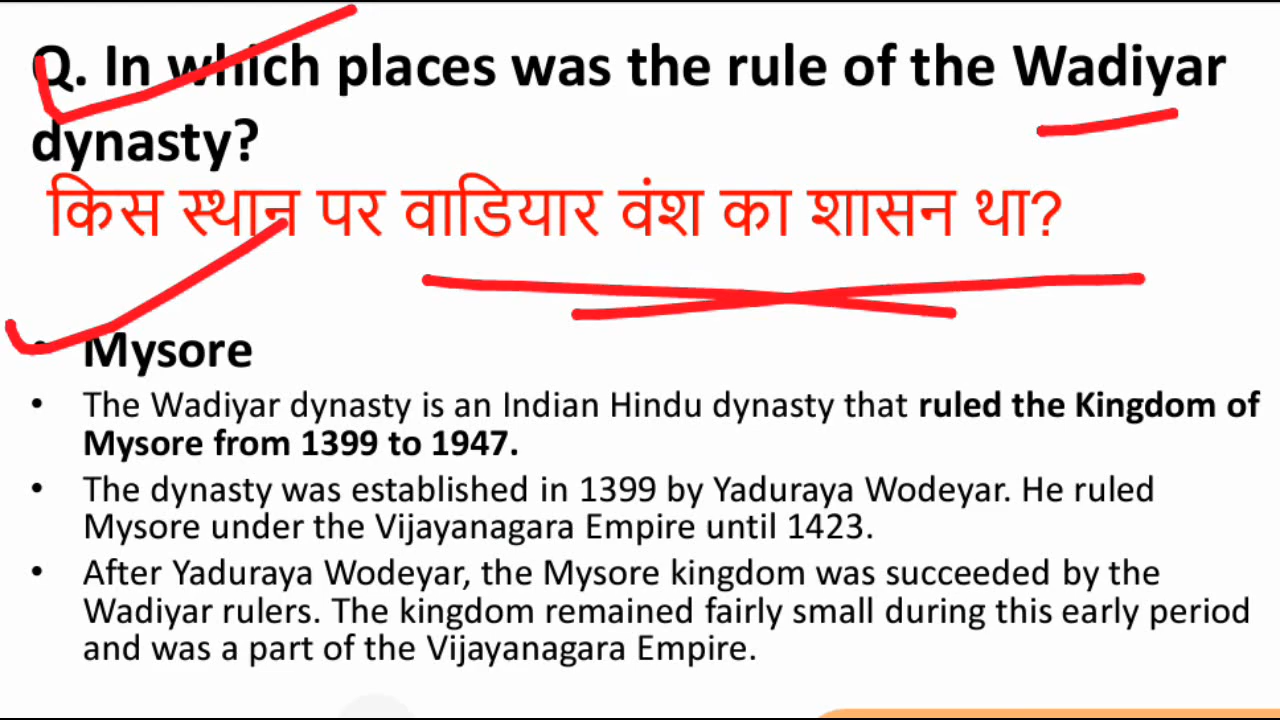 Q. In which places was the rule of the Wadiyar
dynasty?
किस स्थान पर वाडियार वंश का शासन था?
• Mysore
• The Wadiyar dynasty is an Indian Hindu dynasty that ruled the Kingdom of
Mysore from 1399 to 1947.
• The dynasty was established in 1399 by Yaduraya Wodeyar. He ruled
Mysore under the Vijayanagara Empire until 1423.
• After Yaduraya Wodeyar, the Mysore kingdom was succeeded by the
Wadiyar rulers. The kingdom remained fairly small during this early period
and was a part of the Vijayanagara Empire.